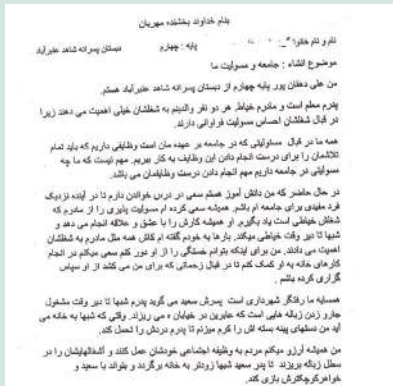 بنام خداوند بخشنده مهربان
نام و نام خانوا
پایه : چهارم
دبستان پسرانه شاهد عنبرآباد
موضوع انشاء : جامعه و مسولیت ما
من علی دهقان پور پایه چهارم از دبستان پسرانه شاهد عنبرآباد هستم.
پدرم معلم است و مادرم خیاط هر دو نفر والدینم به شغلشان خیلی اهمیت می دهند زیرا
در قبال شغلشان احساس مسولیت فراوانی دارند.
همه ما در قبال مسئولیتی که در جامعه بر عهده مان است وظایفی داریم که باید تمام
تلاشمان را برای درست انجام دادن این وظایف به کار ببریم. مهم نیست که ما چه
مسولیتی در جامعه داریم مهم انجام دادن درست وظایفمان می باشد.
در حال حاضر که من دانش آموز هستم سعی در درس خواندن دارم تا در آینده نزدیک
فرد مفیدی برای جامعه ام باشم. همیشه سعی کرده ام مسولیت پذیری را از مادرم که
شغلش خیاطی است یاد بگیرم. او همیشه کارش را با عشق و علاقه انجام می دهد و
شبها تا دیر وقت خیاطی میکند. بارها به خودم گفته ام کاش همه مثل مادرم به شغلشان
اهمیت می دادند. من برای اینکه بتوانم خستگی را از او دور کنم سعی میکنم در انجام
کارهای خانه به او کمک کنم تا در قبال زحماتی که برای من می کشد از او سپاس
گزاری کرده باشم .
همسایه ما رفتگر شهرداری است پسرش سعید می گوید پدرم شبها تا دیر وقت مشغول
جارو زدن زباله هایی است که عابرین در خیابان ه می ریزند. وقتی که شبها به خانه می
آید من دستهای پینه بسته اش را کرم میزنم تا پدرم دردش را تحمل کند.
من همیشه آرزو میکنم مردم به وظیفه اجتماعی خودشان عمل کنند و آشغالهایشان را در
سطل زباله بریزند تا پدر سعید شبها زودتر به خانه برگردد و بتواند با سعید و
خواهرکوچکترش بازی کند.